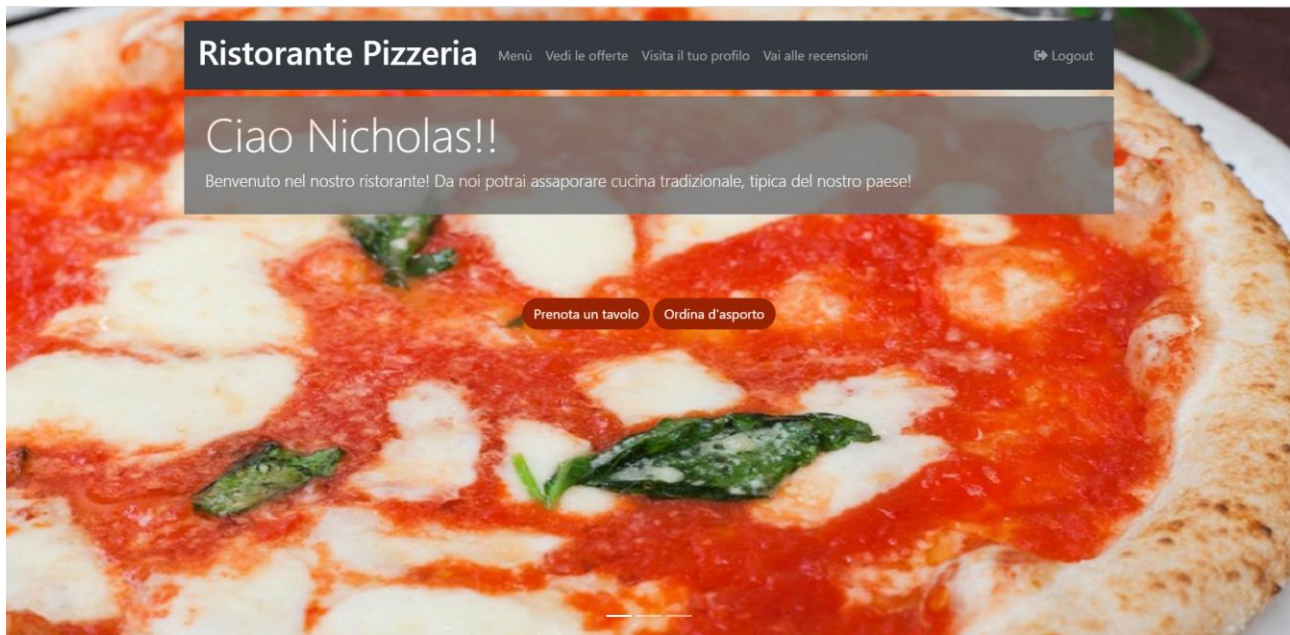 Ristorante Pizzeria Menù Vedi le offerte Visita il tuo profilo Vai alle recensioni Logout
Ciao Nicholas!!
Benvenuto nel nostro ristorante! Da noi potrai assaporare cucina tradizionale, tipica del nostro paese!
Prenota un tavolo Ordina d'asporto